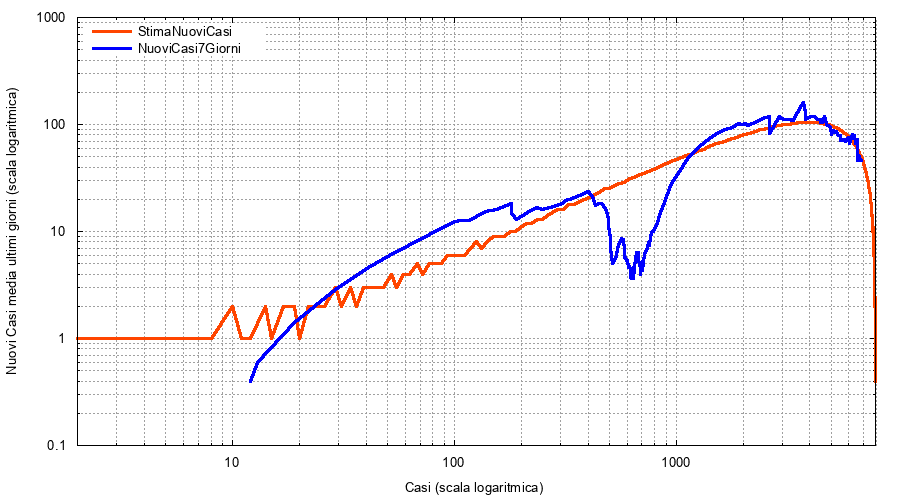 1000
100
10
1
0.1
StimaNuoviCasi
NuoviCasi7Giorni
Nuovi Casi media ultimi giorni (scala logaritmica)
10 100 1000
Casi (scala logaritmica)